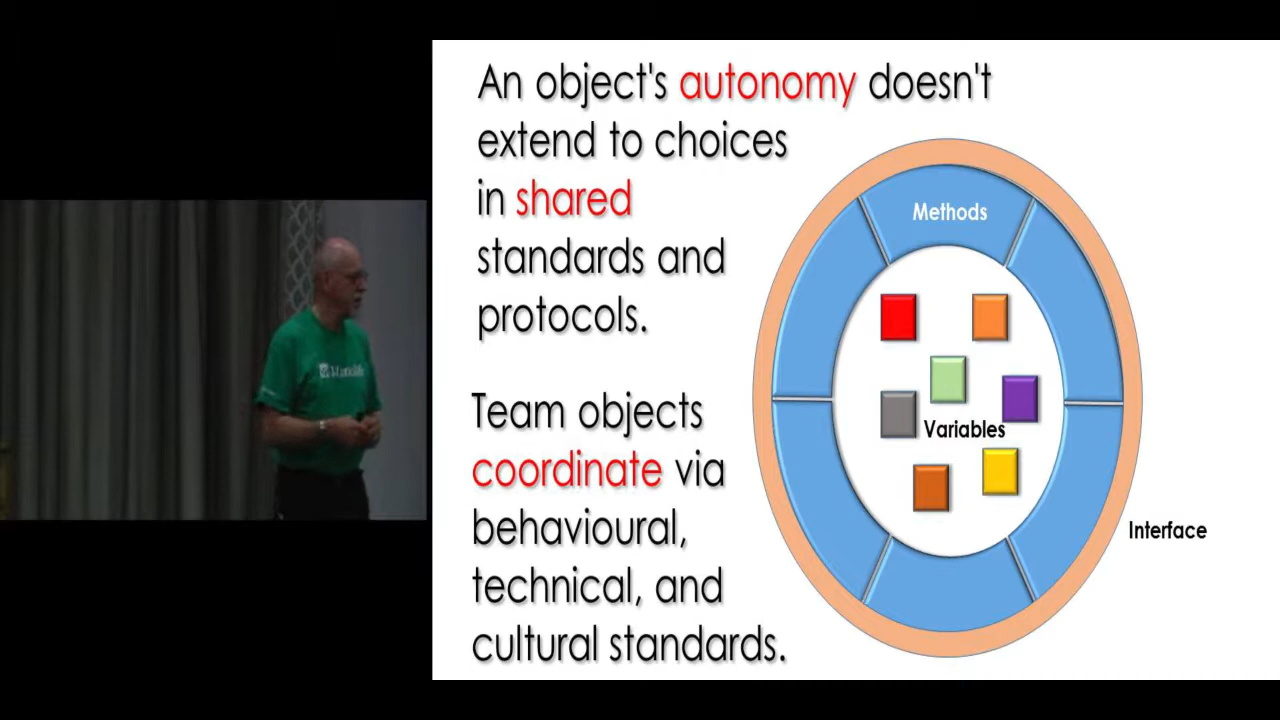 An object's autonomy doesn't
extend to choices
in shared
standards and
protocols.
Team objects
coordinate via
behavioural,
technical, and
cultural standards.
Methods
Variables
Interface